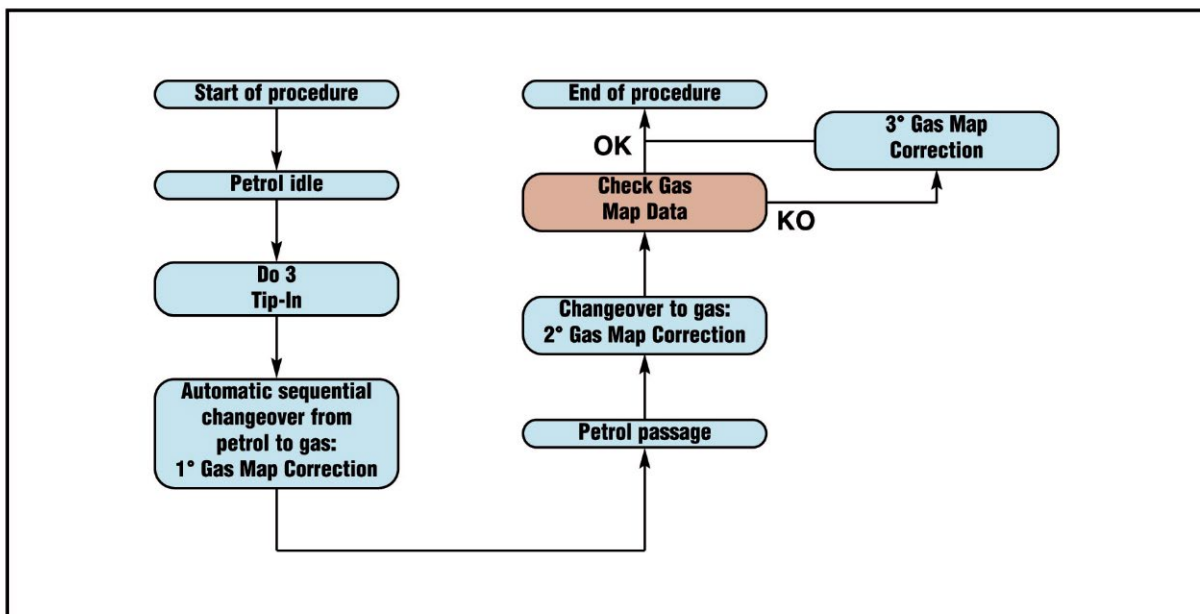 Start of procedure
Petrol idle
Do 3
Tip-In
Automatic sequential
changeover from
petrol to gas:
1° Gas Map Correction
Petrol passage
Changeover to gas:
2° Gas Map Correction
Check Gas
Map Data
OK
KO
3° Gas Map
Correction
End of procedure